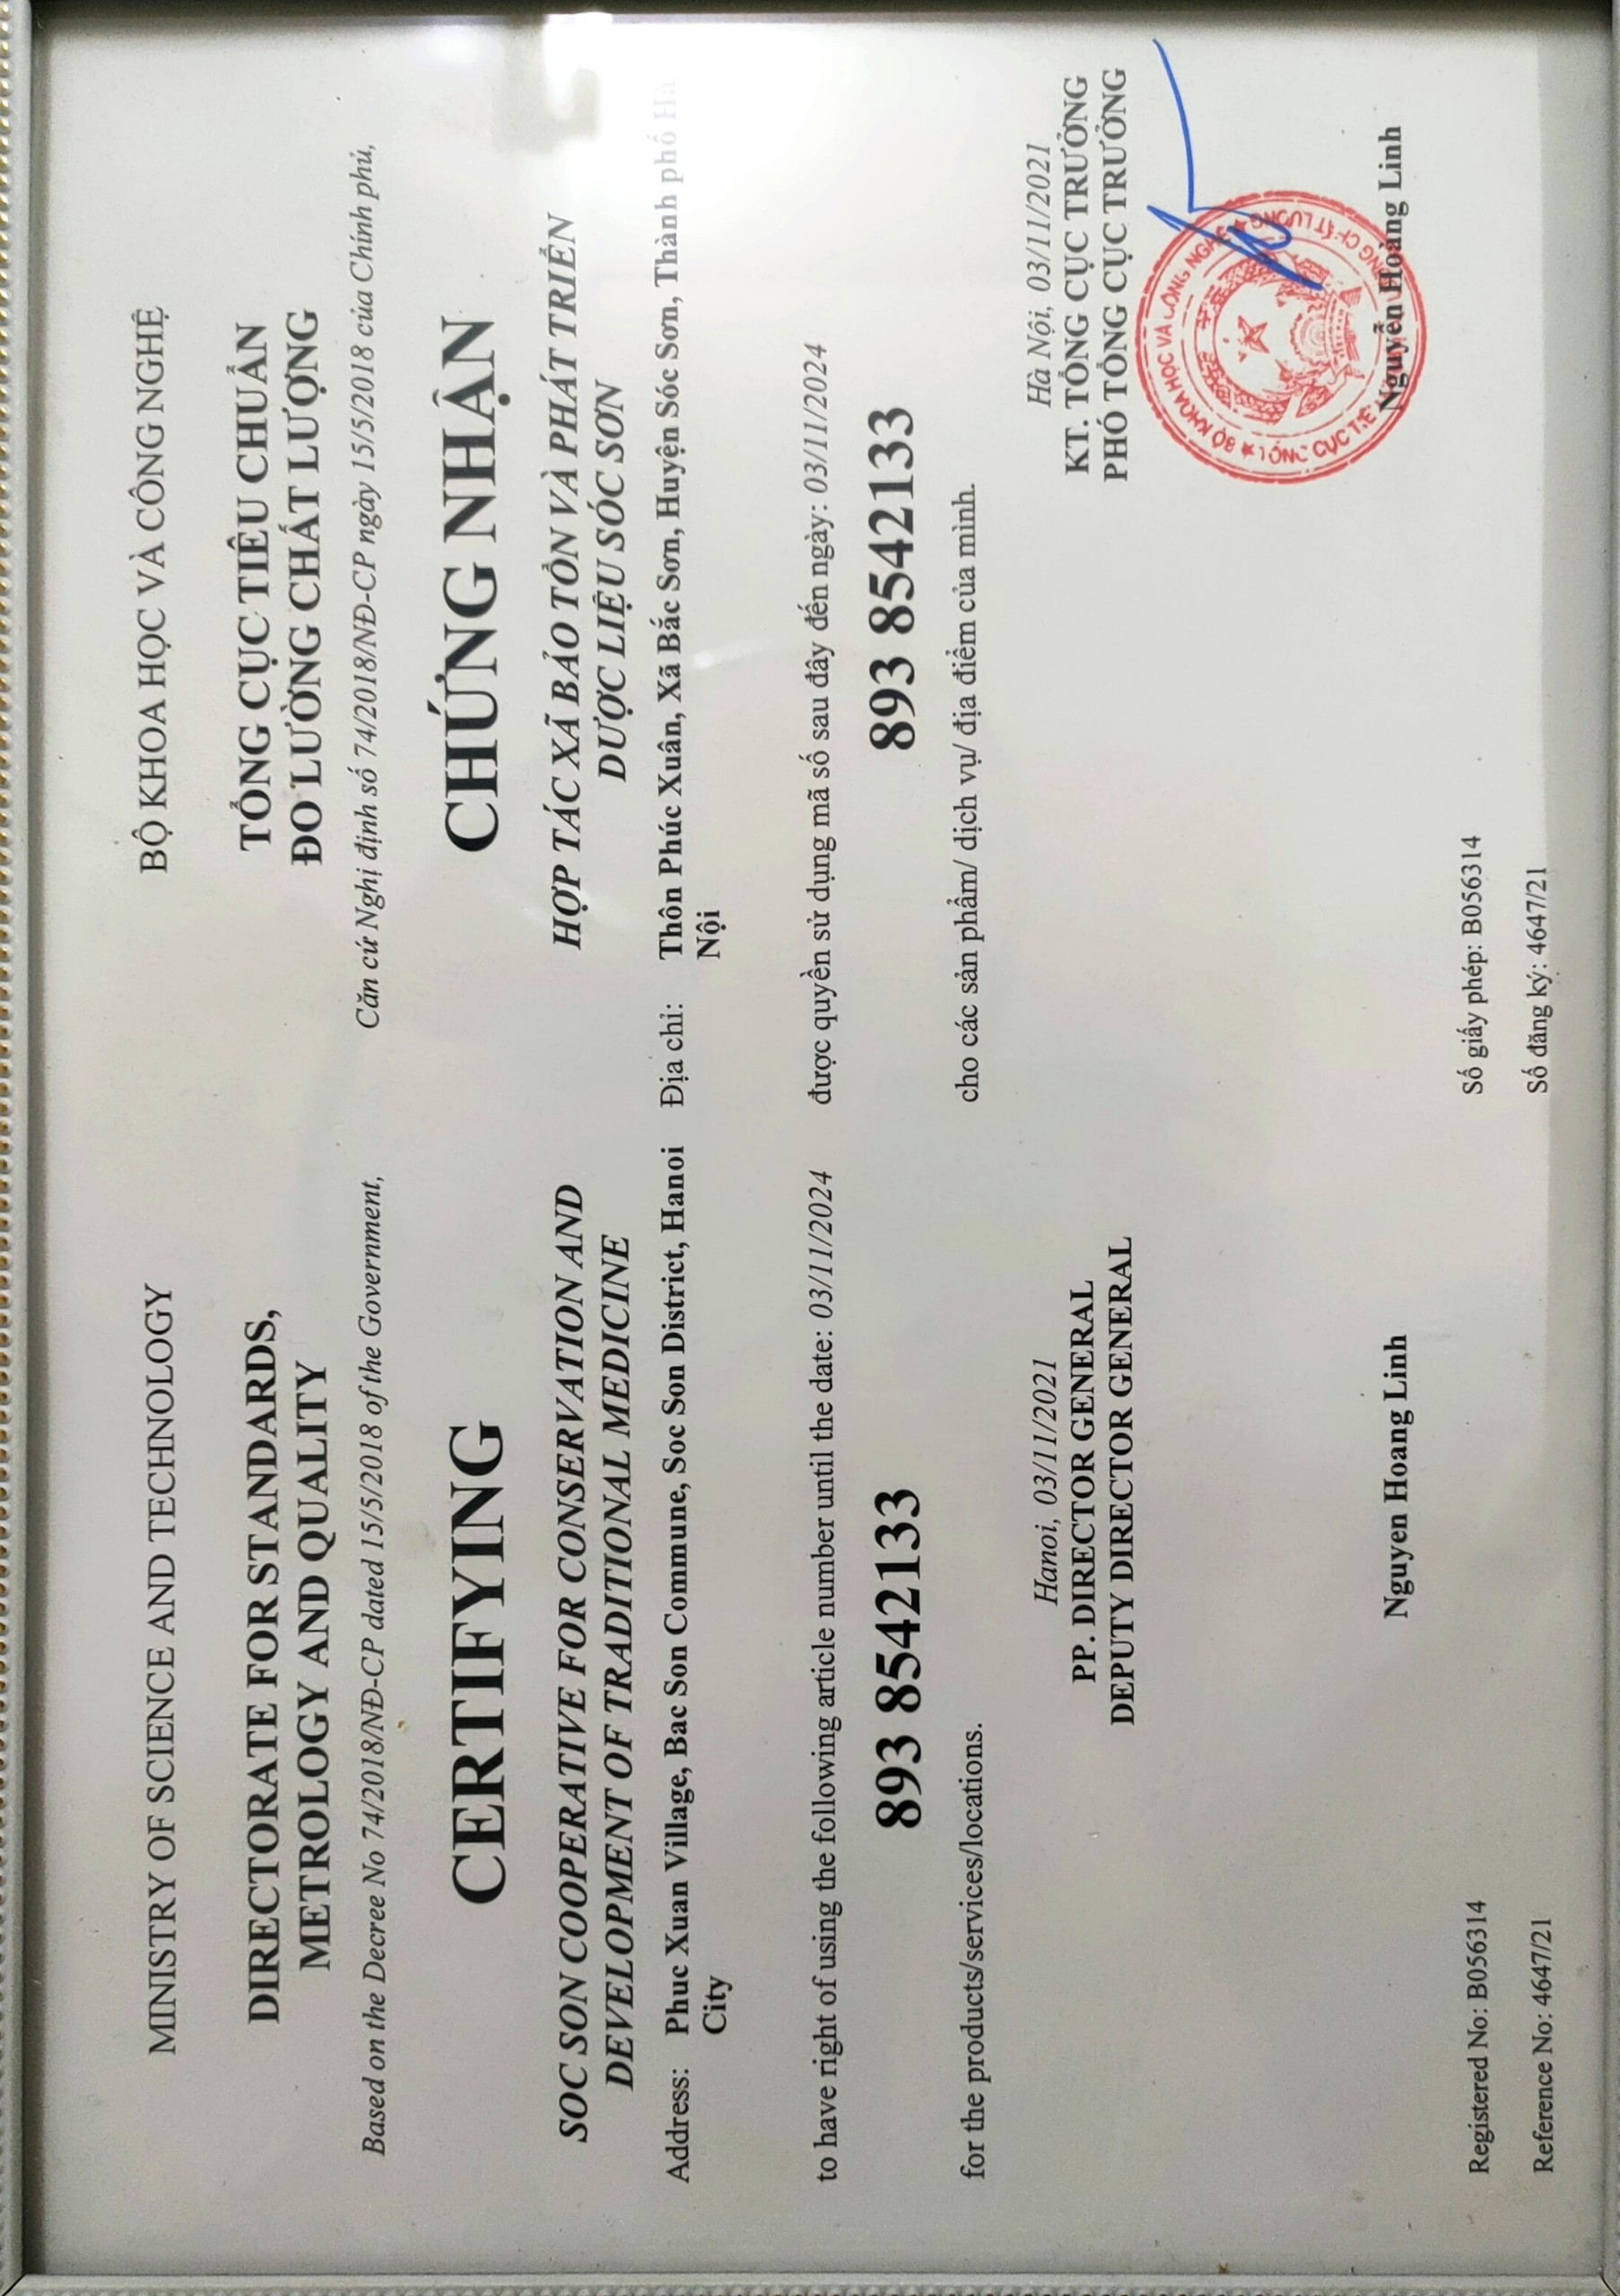 MINISTRY OF SCIENCE AND TECHNOLOGY
DIRECTORATE FOR STANDARDS,
METROLOGY AND QUALITY
Based on the Decree No 74/2018/NĐ-CP dated 15/5/2018 of the Government,
CERTIFYING
SOC SON COOPERATIVE FOR CONSERVATION AND
DEVELOPMENT OF TRADITIONAL MEDICINE
Address: Phuc Xuan Village, Bac Son Commune, Soc Son District, Hanoi
City
to have right of using the following article number until the date: 03/11/2024
893 8542133
for the products/services/locations.
Hanoi, 03/11/2021
PP. DIRECTOR GENERAL
DEPUTY DIRECTOR GENERAL
Nguyen Hoang Linh
Registered No: B056314
Reference No: 4647/21
BỘ KHOA HỌC VÀ CÔNG NGHỆ
TỔNG CỤC TIÊU CHUẨN
ĐO LƯỜNG CHẤT LƯỢNG
Căn cứ Nghị định số 74/2018/NĐ-CP ngày 15/5/2018 của Chính phủ,
CHỨNG NHẬN
HỢP TÁC XÃ BẢO TỒN VÀ PHÁT TRIỂN
DƯỢC LIỆU SÓC SƠN
Địa chỉ: Thôn Phúc Xuân, Xã Bắc Sơn, Huyện Sóc Sơn, Thành phố Hà
Nội
được quyền sử dụng mã số sau đây đến ngày: 03/11/2024
893 8542133
cho các sản phẩm/ dịch vụ/ địa điểm của mình.
Hà Nội, 03/11/2021
KT. TỔNG CỤC TRƯỞNG
PHÓ TỔNG CỤC TRƯỞNG
BỘ KHOA HỌC VÀ CÔNG NGHỆ
TỔNG CỤC CHẤT LƯỢNG
Nguyễn Hoàng Linh
Số giấy phép: B056314
Số đăng ký: 4647/21